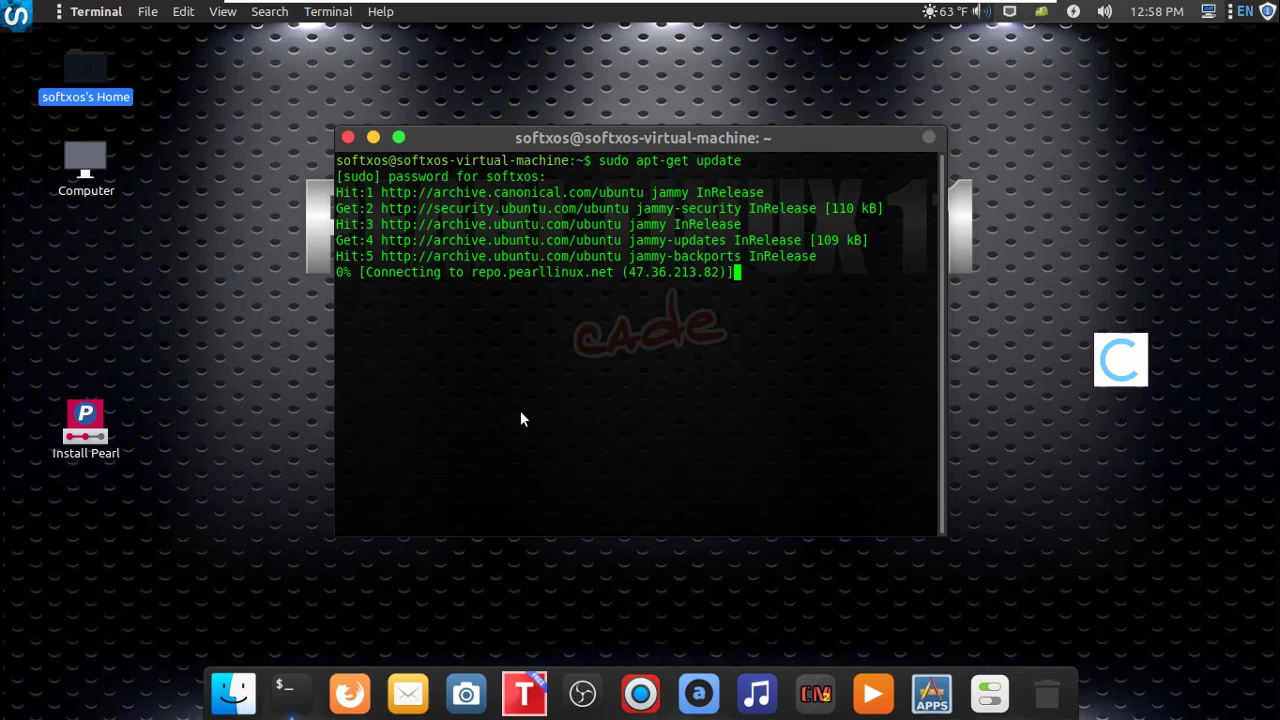 Terminal File Edit View Search Terminal Help
63 °F 12:58 PM EN
softxos's Home
Computer
P
Install Pearl
softxos@softxos-virtual-machine: ~
softxos@softxos-virtual-machine:~$ sudo apt-get update
[sudo] password for softxos:
Hit:1 http://archive.canonical.com/ubuntu jammy InRelease
Get:2 http://security.ubuntu.com/ubuntu jammy-security InRelease [110 kB]
Hit:3 http://archive.ubuntu.com/ubuntu jammy InRelease
Get:4 http://archive.ubuntu.com/ubuntu jammy-updates InRelease [109 kB]
Hit:5 http://archive.ubuntu.com/ubuntu jammy-backports InRelease
0% [Connecting to repo.pearllinux.net (47.36.213.82)]
cade
C
$_ T FREE a CM APPS